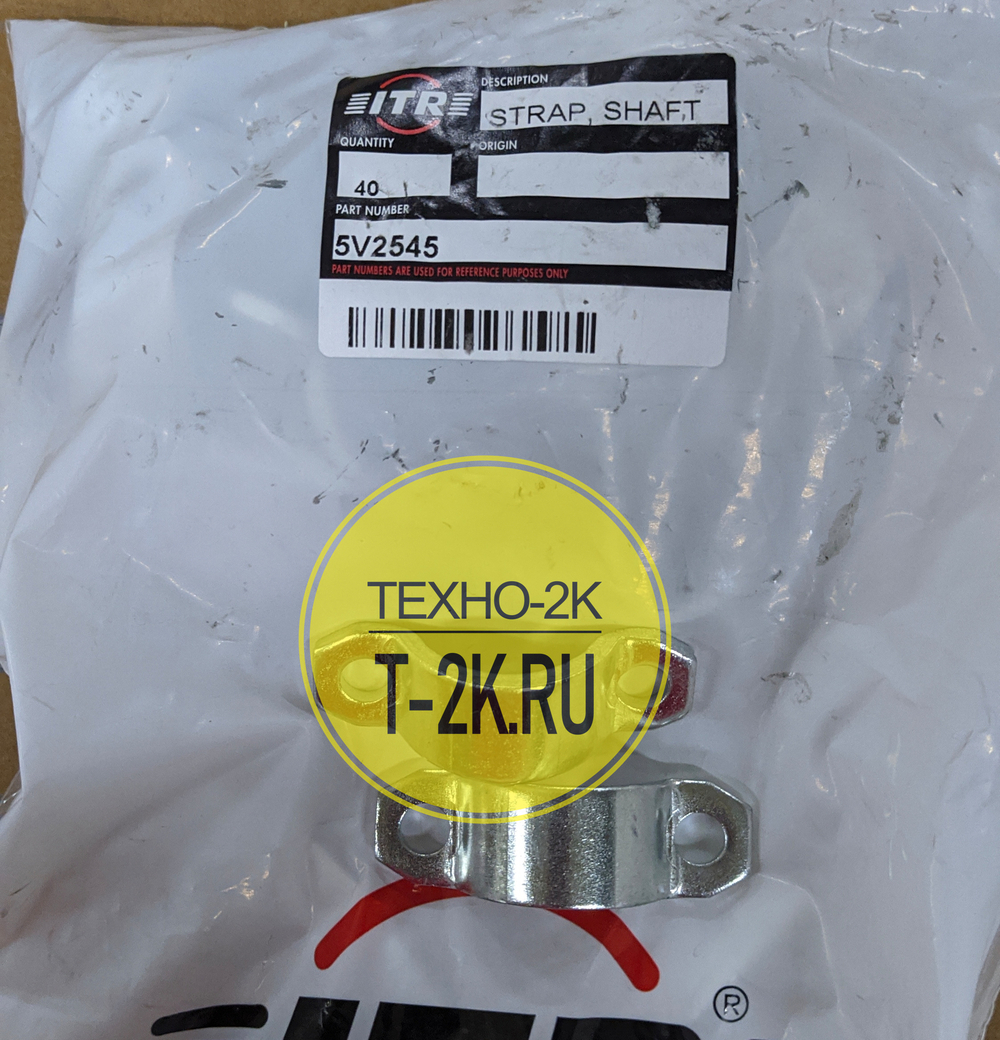 ITR
DESCRIPTION
STRAP, SHAFT
QUANTITY
ORIGIN
40
PART NUMBER
5V2545
PART NUMBERS ARE USED FOR REFERENCE PURPOSES ONLY
ТЕХНО-2К
T-2K.RU
ITR ®